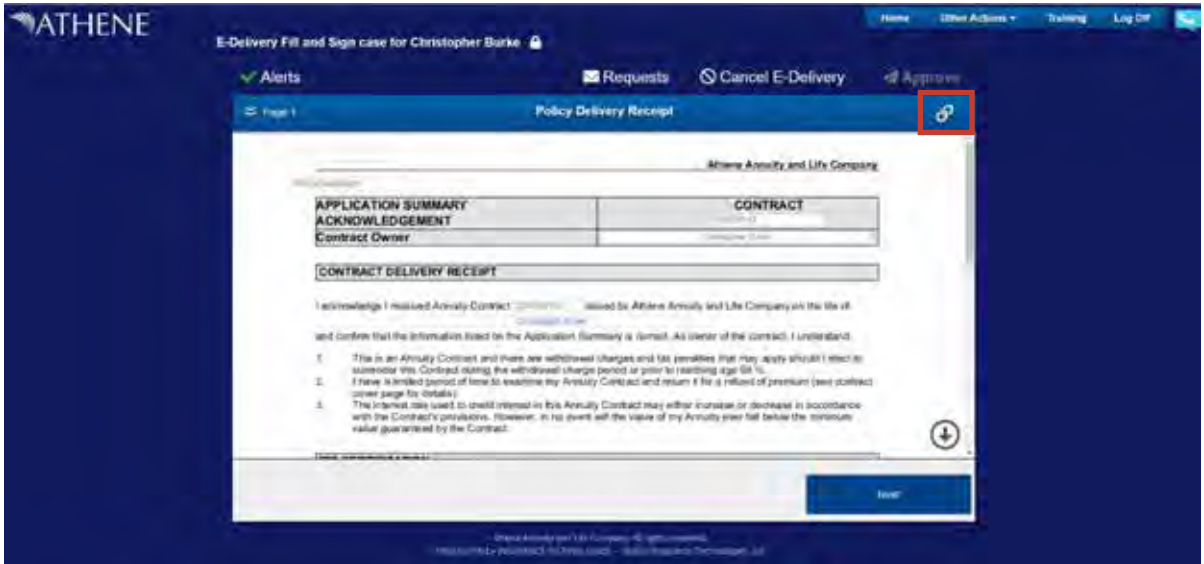 ATHENE
Home Other Actions Training Log Off
E-Delivery Fill and Sign case for Christopher Burke
Alerts Requests Cancel E-Delivery Approve
Page 1 Policy Delivery Receipt
Athene Annuity and Life Company
APPLICATION SUMMARY CONTRACT
ACKNOWLEDGEMENT
Contract Owner
CONTRACT DELIVERY RECEIPT
I acknowledge I received Annuity Contract issued by Athene Annuity and Life Company on the life of
and confirm that the information listed on the Application Summary is correct. As owner of the contract, I understand:
1. This is an Annuity Contract and there are withdrawal charges and tax penalties that may apply should I elect to
surrender this Contract during the withdrawal charge period or prior to reaching age 59 ½.
2. I have a limited period of time to examine my Annuity Contract and return it for a refund of premium (see contract
cover page for details).
3. The interest rate used to credit interest in this Annuity Contract may either increase or decrease in accordance
with the Contract's provisions. However, in no event will the value of my Annuity ever fall below the minimum
value guaranteed by the Contract.
Next